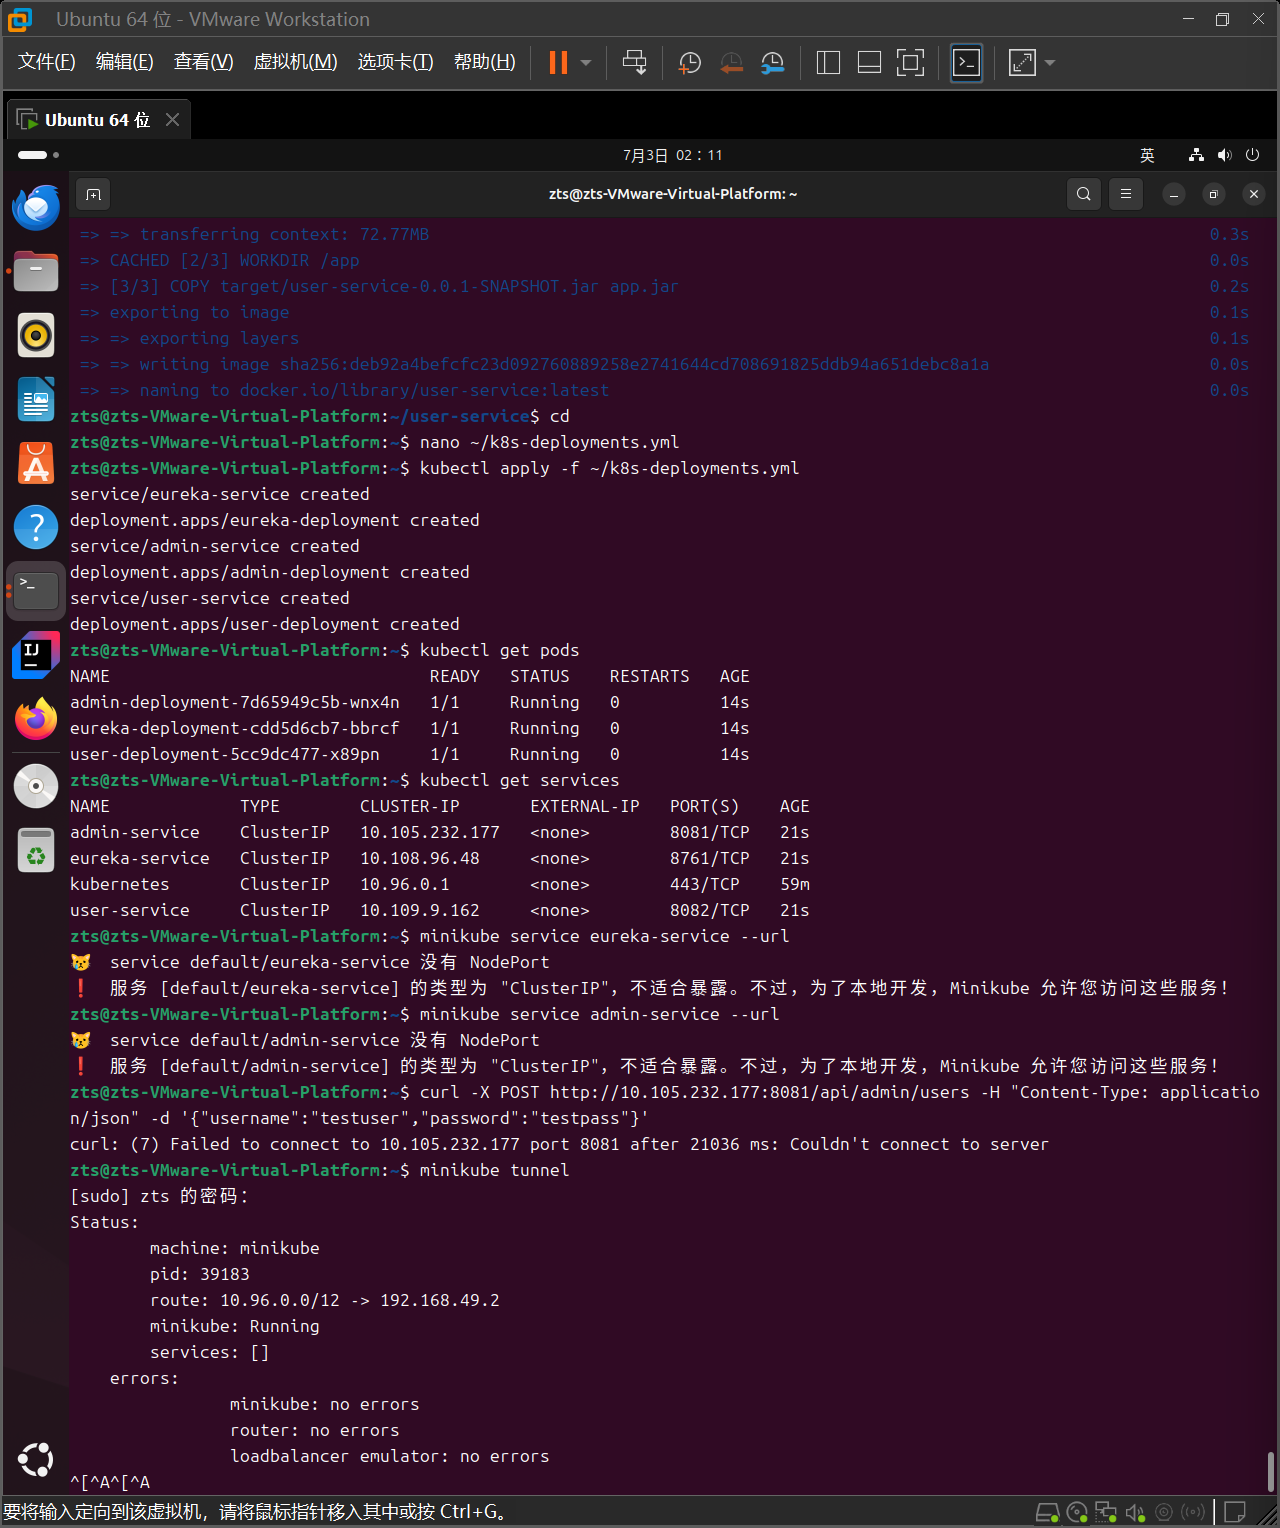 Ubuntu 64 位 - VMware Workstation
文件(F) 编辑(E) 查看(V) 虚拟机(M) 选项卡(T) 帮助(H)
Ubuntu 64 位
7月3日 02：11 英
zts@zts-VMware-Virtual-Platform: ~
=> => transferring context: 72.77MB 0.3s
=> CACHED [2/3] WORKDIR /app 0.0s
=> [3/3] COPY target/user-service-0.0.1-SNAPSHOT.jar app.jar 0.2s
=> exporting to image 0.1s
=> => exporting layers 0.1s
=> => writing image sha256:deb92a4befcfc23d092760889258e2741644cd708691825ddb94a651debc8a1a 0.0s
=> => naming to docker.io/library/user-service:latest 0.0s
zts@zts-VMware-Virtual-Platform:~/user-service$ cd
zts@zts-VMware-Virtual-Platform:~$ nano ~/k8s-deployments.yml
zts@zts-VMware-Virtual-Platform:~$ kubectl apply -f ~/k8s-deployments.yml
service/eureka-service created
deployment.apps/eureka-deployment created
service/admin-service created
deployment.apps/admin-deployment created
service/user-service created
deployment.apps/user-deployment created
zts@zts-VMware-Virtual-Platform:~$ kubectl get pods
NAME READY STATUS RESTARTS AGE
admin-deployment-7d65949c5b-wnx4n 1/1 Running 0 14s
eureka-deployment-cdd5d6cb7-bbrcf 1/1 Running 0 14s
user-deployment-5cc9dc477-x89pn 1/1 Running 0 14s
zts@zts-VMware-Virtual-Platform:~$ kubectl get services
NAME TYPE CLUSTER-IP EXTERNAL-IP PORT(S) AGE
admin-service ClusterIP 10.105.232.177 <none> 8081/TCP 21s
eureka-service ClusterIP 10.108.96.48 <none> 8761/TCP 21s
kubernetes ClusterIP 10.96.0.1 <none> 443/TCP 59m
user-service ClusterIP 10.109.9.162 <none> 8082/TCP 21s
zts@zts-VMware-Virtual-Platform:~$ minikube service eureka-service --url
😿 service default/eureka-service 没有 NodePort
❗ 服务 [default/eureka-service] 的类型为 "ClusterIP"，不适合暴露。不过，为了本地开发，Minikube 允许您访问这些服务！
zts@zts-VMware-Virtual-Platform:~$ minikube service admin-service --url
😿 service default/admin-service 没有 NodePort
❗ 服务 [default/admin-service] 的类型为 "ClusterIP"，不适合暴露。不过，为了本地开发，Minikube 允许您访问这些服务！
zts@zts-VMware-Virtual-Platform:~$ curl -X POST http://10.105.232.177:8081/api/admin/users -H "Content-Type: applicatio
n/json" -d '{"username":"testuser","password":"testpass"}'
curl: (7) Failed to connect to 10.105.232.177 port 8081 after 21036 ms: Couldn't connect to server
zts@zts-VMware-Virtual-Platform:~$ minikube tunnel
[sudo] zts 的密码：
Status:
machine: minikube
pid: 39183
route: 10.96.0.0/12 -> 192.168.49.2
minikube: Running
services: []
errors:
minikube: no errors
router: no errors
loadbalancer emulator: no errors
^[^A^[^A
要将输入定向到该虚拟机，请将鼠标指针移入其中或按 Ctrl+G。